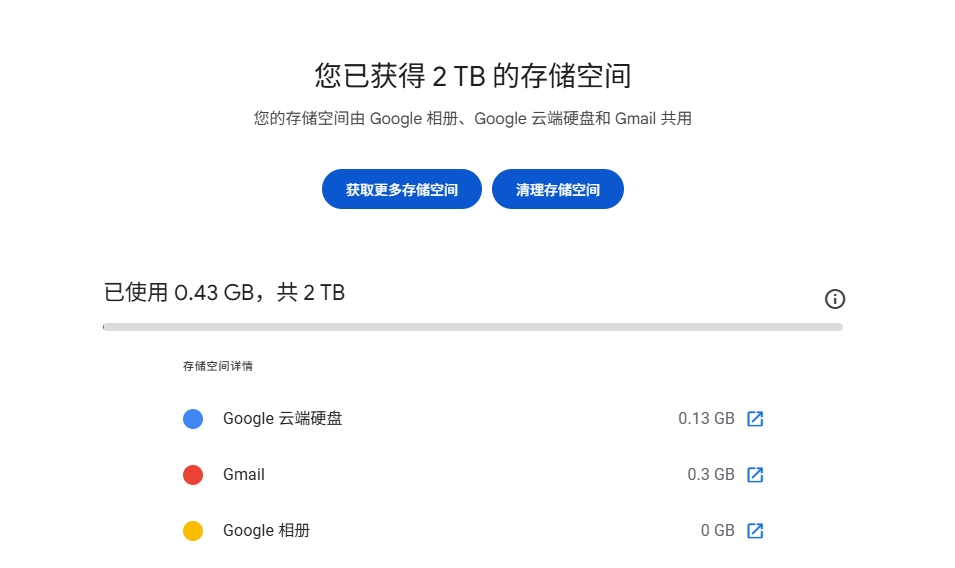 您已获得 2 TB 的存储空间
您的存储空间由 Google 相册、Google 云端硬盘和 Gmail 共用
获取更多存储空间 清理存储空间
已使用 0.43 GB，共 2 TB
存储空间详情
Google 云端硬盘 0.13 GB
Gmail 0.3 GB
Google 相册 0 GB